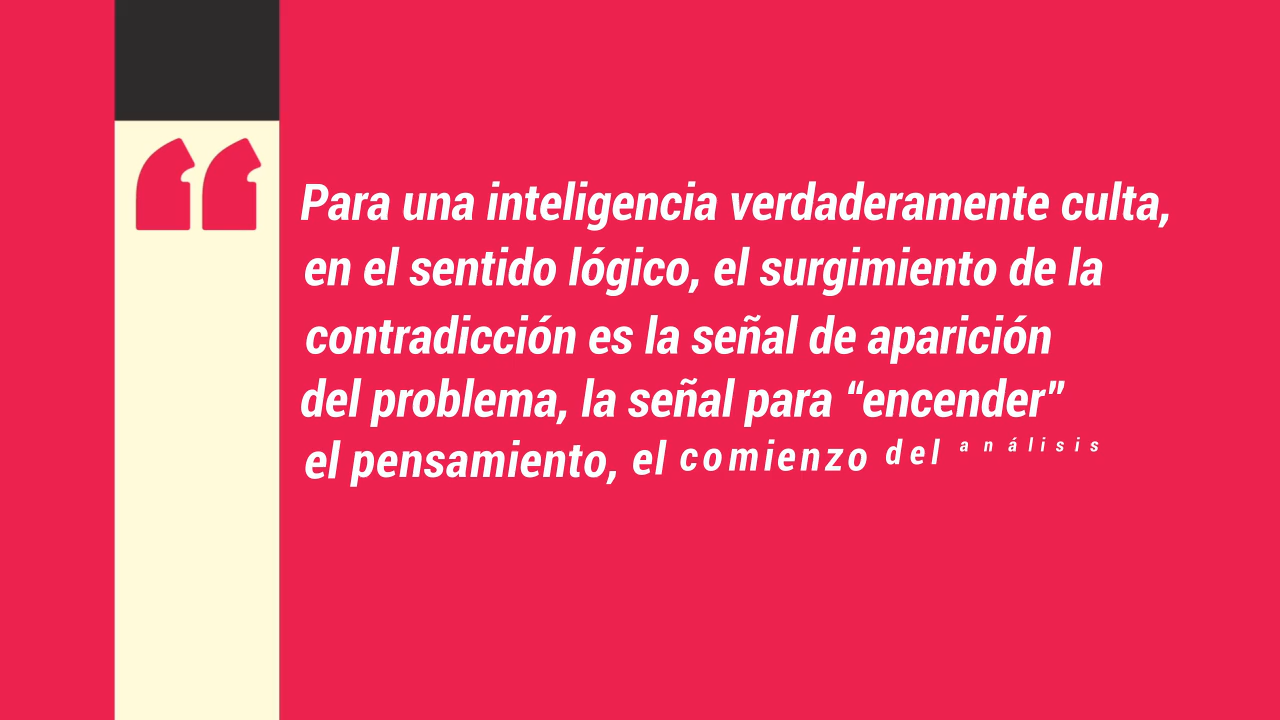 Para una inteligencia verdaderamente culta,
en el sentido lógico, el surgimiento de la
contradicción es la señal de aparición
del problema, la señal para “encender”
el pensamiento, el comienzo del análisis